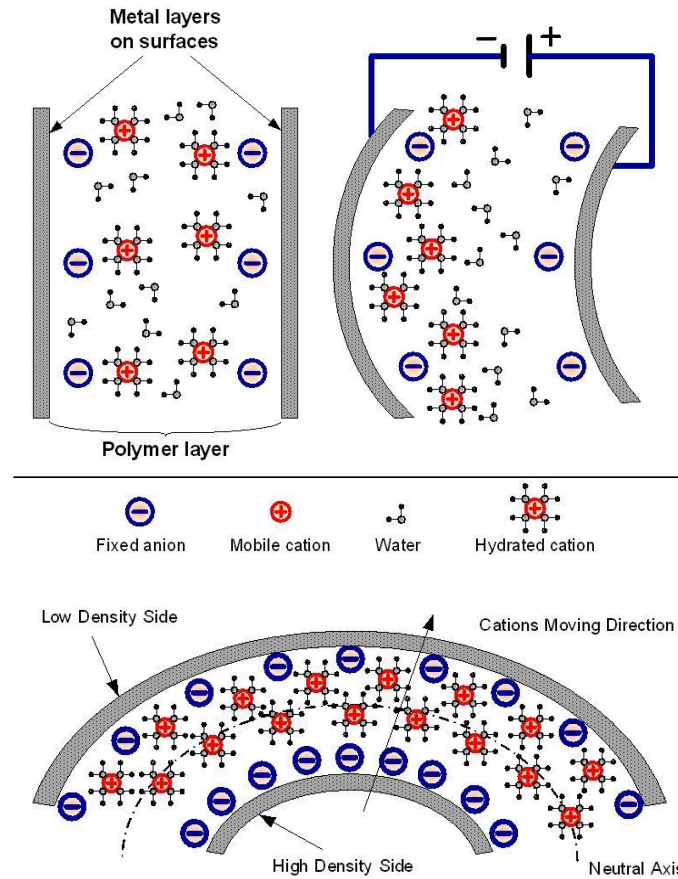 Metal layers
on surfaces
− +
Polymer layer
Fixed anion
Mobile cation
Water
Hydrated cation
Low Density Side
Cations Moving Direction
High Density Side
Neutral Axis